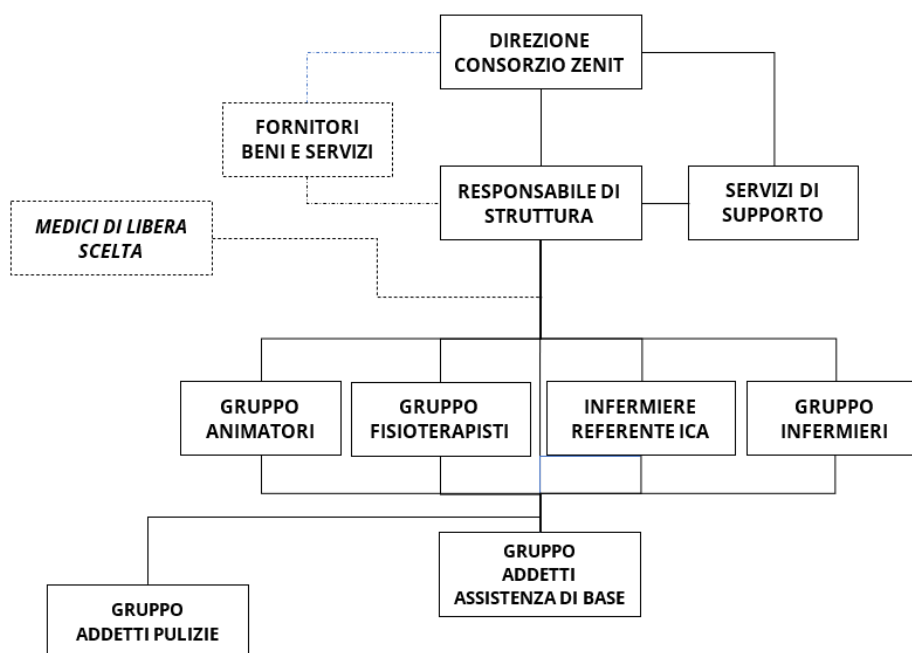 DIREZIONE
CONSORZIO ZENIT
FORNITORI
BENI E SERVIZI
RESPONSABILE DI
STRUTTURA
SERVIZI DI
SUPPORTO
MEDICI DI LIBERA
SCELTA
GRUPPO
ANIMATORI
GRUPPO
FISIOTERAPISTI
INFERMIERE
REFERENTE ICA
GRUPPO
INFERMIERI
GRUPPO
ADDETTI
ASSISTENZA DI BASE
GRUPPO
ADDETTI PULIZIE